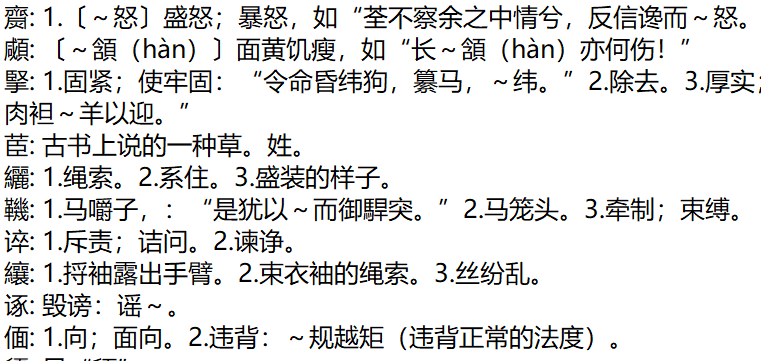 齌: 1.〔～怒〕盛怒；暴怒，如“荃不察余之中情兮，反信谗而～怒。
顑: 〔～頷（hàn）〕面黄饥瘦，如“长～頷（hàn）亦何伤！”
掔: 1.固紧；使牢固：“令命昏纬狗，纂马，～纬。”2.除去。3.厚实；
肉袒～羊以迎。”
茝: 古书上说的一种草。姓。
纚: 1.绳索。2.系住。3.盛装的样子。
鞿: 1.马嚼子，：“是犹以～而御駻突。”2.马笼头。3.牵制；束缚。
谇: 1.斥责；诘问。2.谏诤。
纕: 1.捋袖露出手臂。2.束衣袖的绳索。3.丝纷乱。
诼: 毁谤：谣～。
偭: 1.向；面向。2.违背：～规越矩（违背正常的法度）。